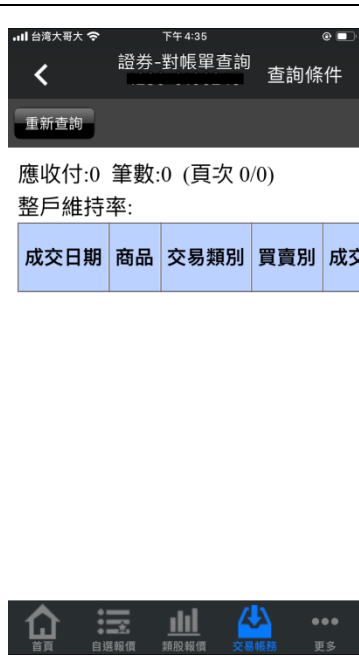 台湾大哥大 下午4:35
證券-對帳單查詢
查詢條件
重新查詢
應收付:0 筆數:0 (頁次 0/0)
整戶維持率:
成交日期 商品 交易類別 買賣別 成交
首頁 自選報價 類股報價 交易帳務 更多